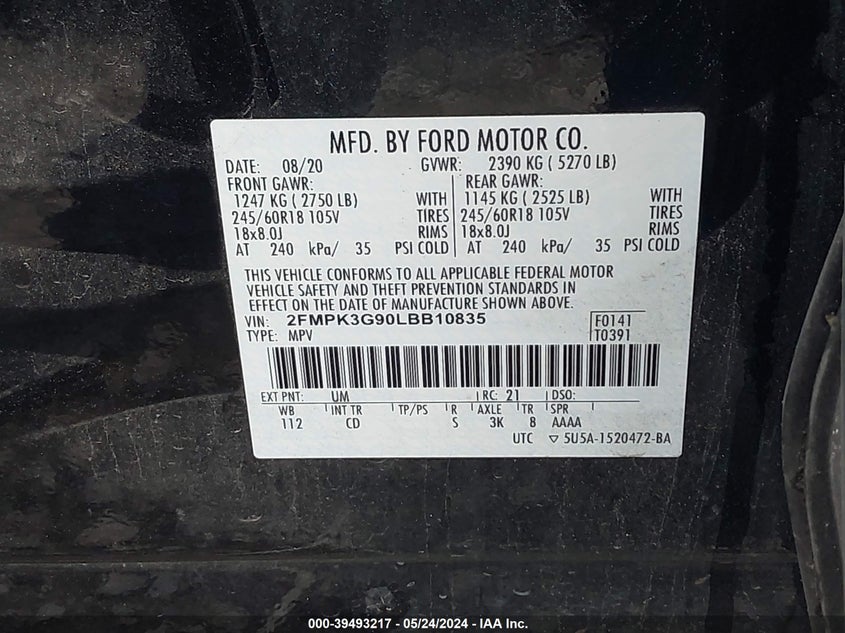 MFD. BY FORD MOTOR CO.
DATE: 08/20 GVWR: 2390 KG ( 5270 LB)
FRONT GAWR: REAR GAWR:
1247 KG ( 2750 LB) WITH 1145 KG ( 2525 LB) WITH
245/60R18 105V TIRES 245/60R18 105V TIRES
18x8.0J RIMS 18x8.0J RIMS
AT 240 kPa/ 35 PSI COLD AT 240 kPa/ 35 PSI COLD
THIS VEHICLE CONFORMS TO ALL APPLICABLE FEDERAL MOTOR
VEHICLE SAFETY AND THEFT PREVENTION STANDARDS IN
EFFECT ON THE DATE OF MANUFACTURE SHOWN ABOVE.
VIN: 2FMPK3G90LBB10835 F0141
TYPE: MPV T0391
EXT PNT: UM RC: 21 DSO:
WB INT TR TP/PS R AXLE TR SPR
112 CD S 3K 8 AAAA
UTC ▽ 5U5A-1520472-BA
000-39493217 - 05/24/2024 - IAA Inc.